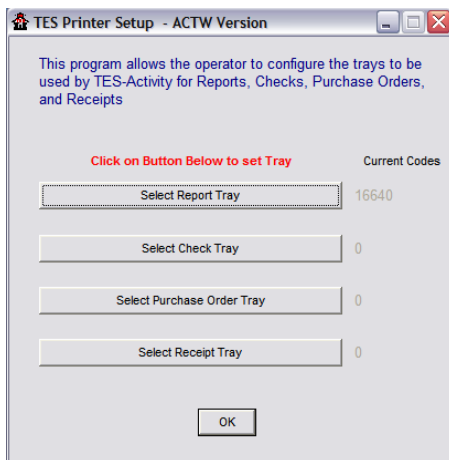 TES Printer Setup - ACTW Version
This program allows the operator to configure the trays to be
used by TES-Activity for Reports, Checks, Purchase Orders,
and Receipts
Click on Button Below to set Tray Current Codes
Select Report Tray 16640
Select Check Tray 0
Select Purchase Order Tray 0
Select Receipt Tray 0
OK